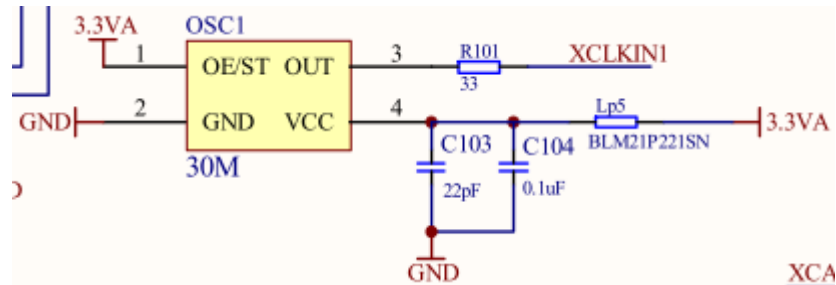 3.3VA OSC1
1 OE/ST OUT 3 R101 XCLKIN1
33
GND 2 GND VCC 4 Lp5 3.3VA
BLM21P221SN
30M C103 C104
22pF 0.1uF
GND
XCA